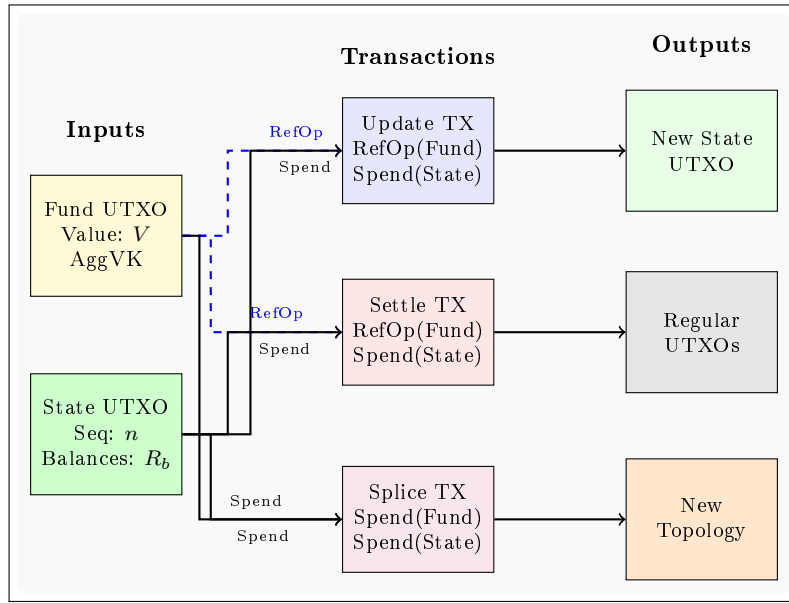 Inputs
Transactions
Outputs
Fund UTXO
Value: V
AggVK
State UTXO
Seq: n
Balances: R_b
RefOp
Spend
RefOp
Spend
Spend
Spend
Update TX
RefOp(Fund)
Spend(State)
Settle TX
RefOp(Fund)
Spend(State)
Splice TX
Spend(Fund)
Spend(State)
New State
UTXO
Regular
UTXOs
New
Topology